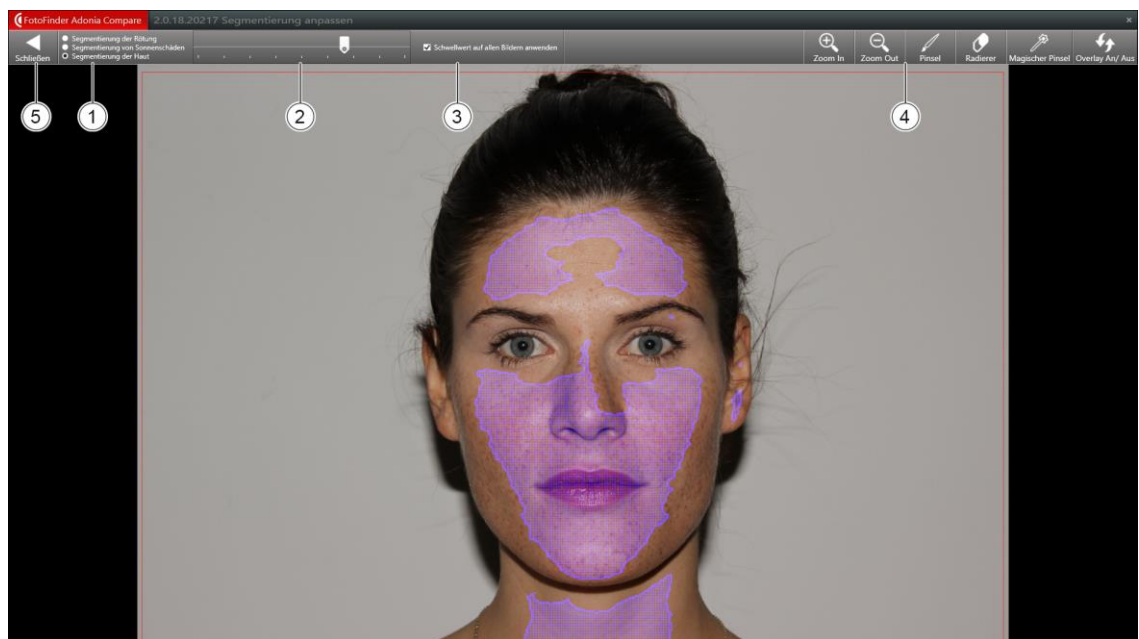 FotoFinder Adonia Compare 2.0.18.20217 Segmentierung anpassen
Schließen
Segmentierung der Rötung
Segmentierung von Sonnenschäden
Segmentierung der Haut
Schwellwert auf allen Bildern anwenden
Zoom In
Zoom Out
Pinsel
Radierer
Magischer Pinsel
Overlay An/ Aus
5
1
2
3
4